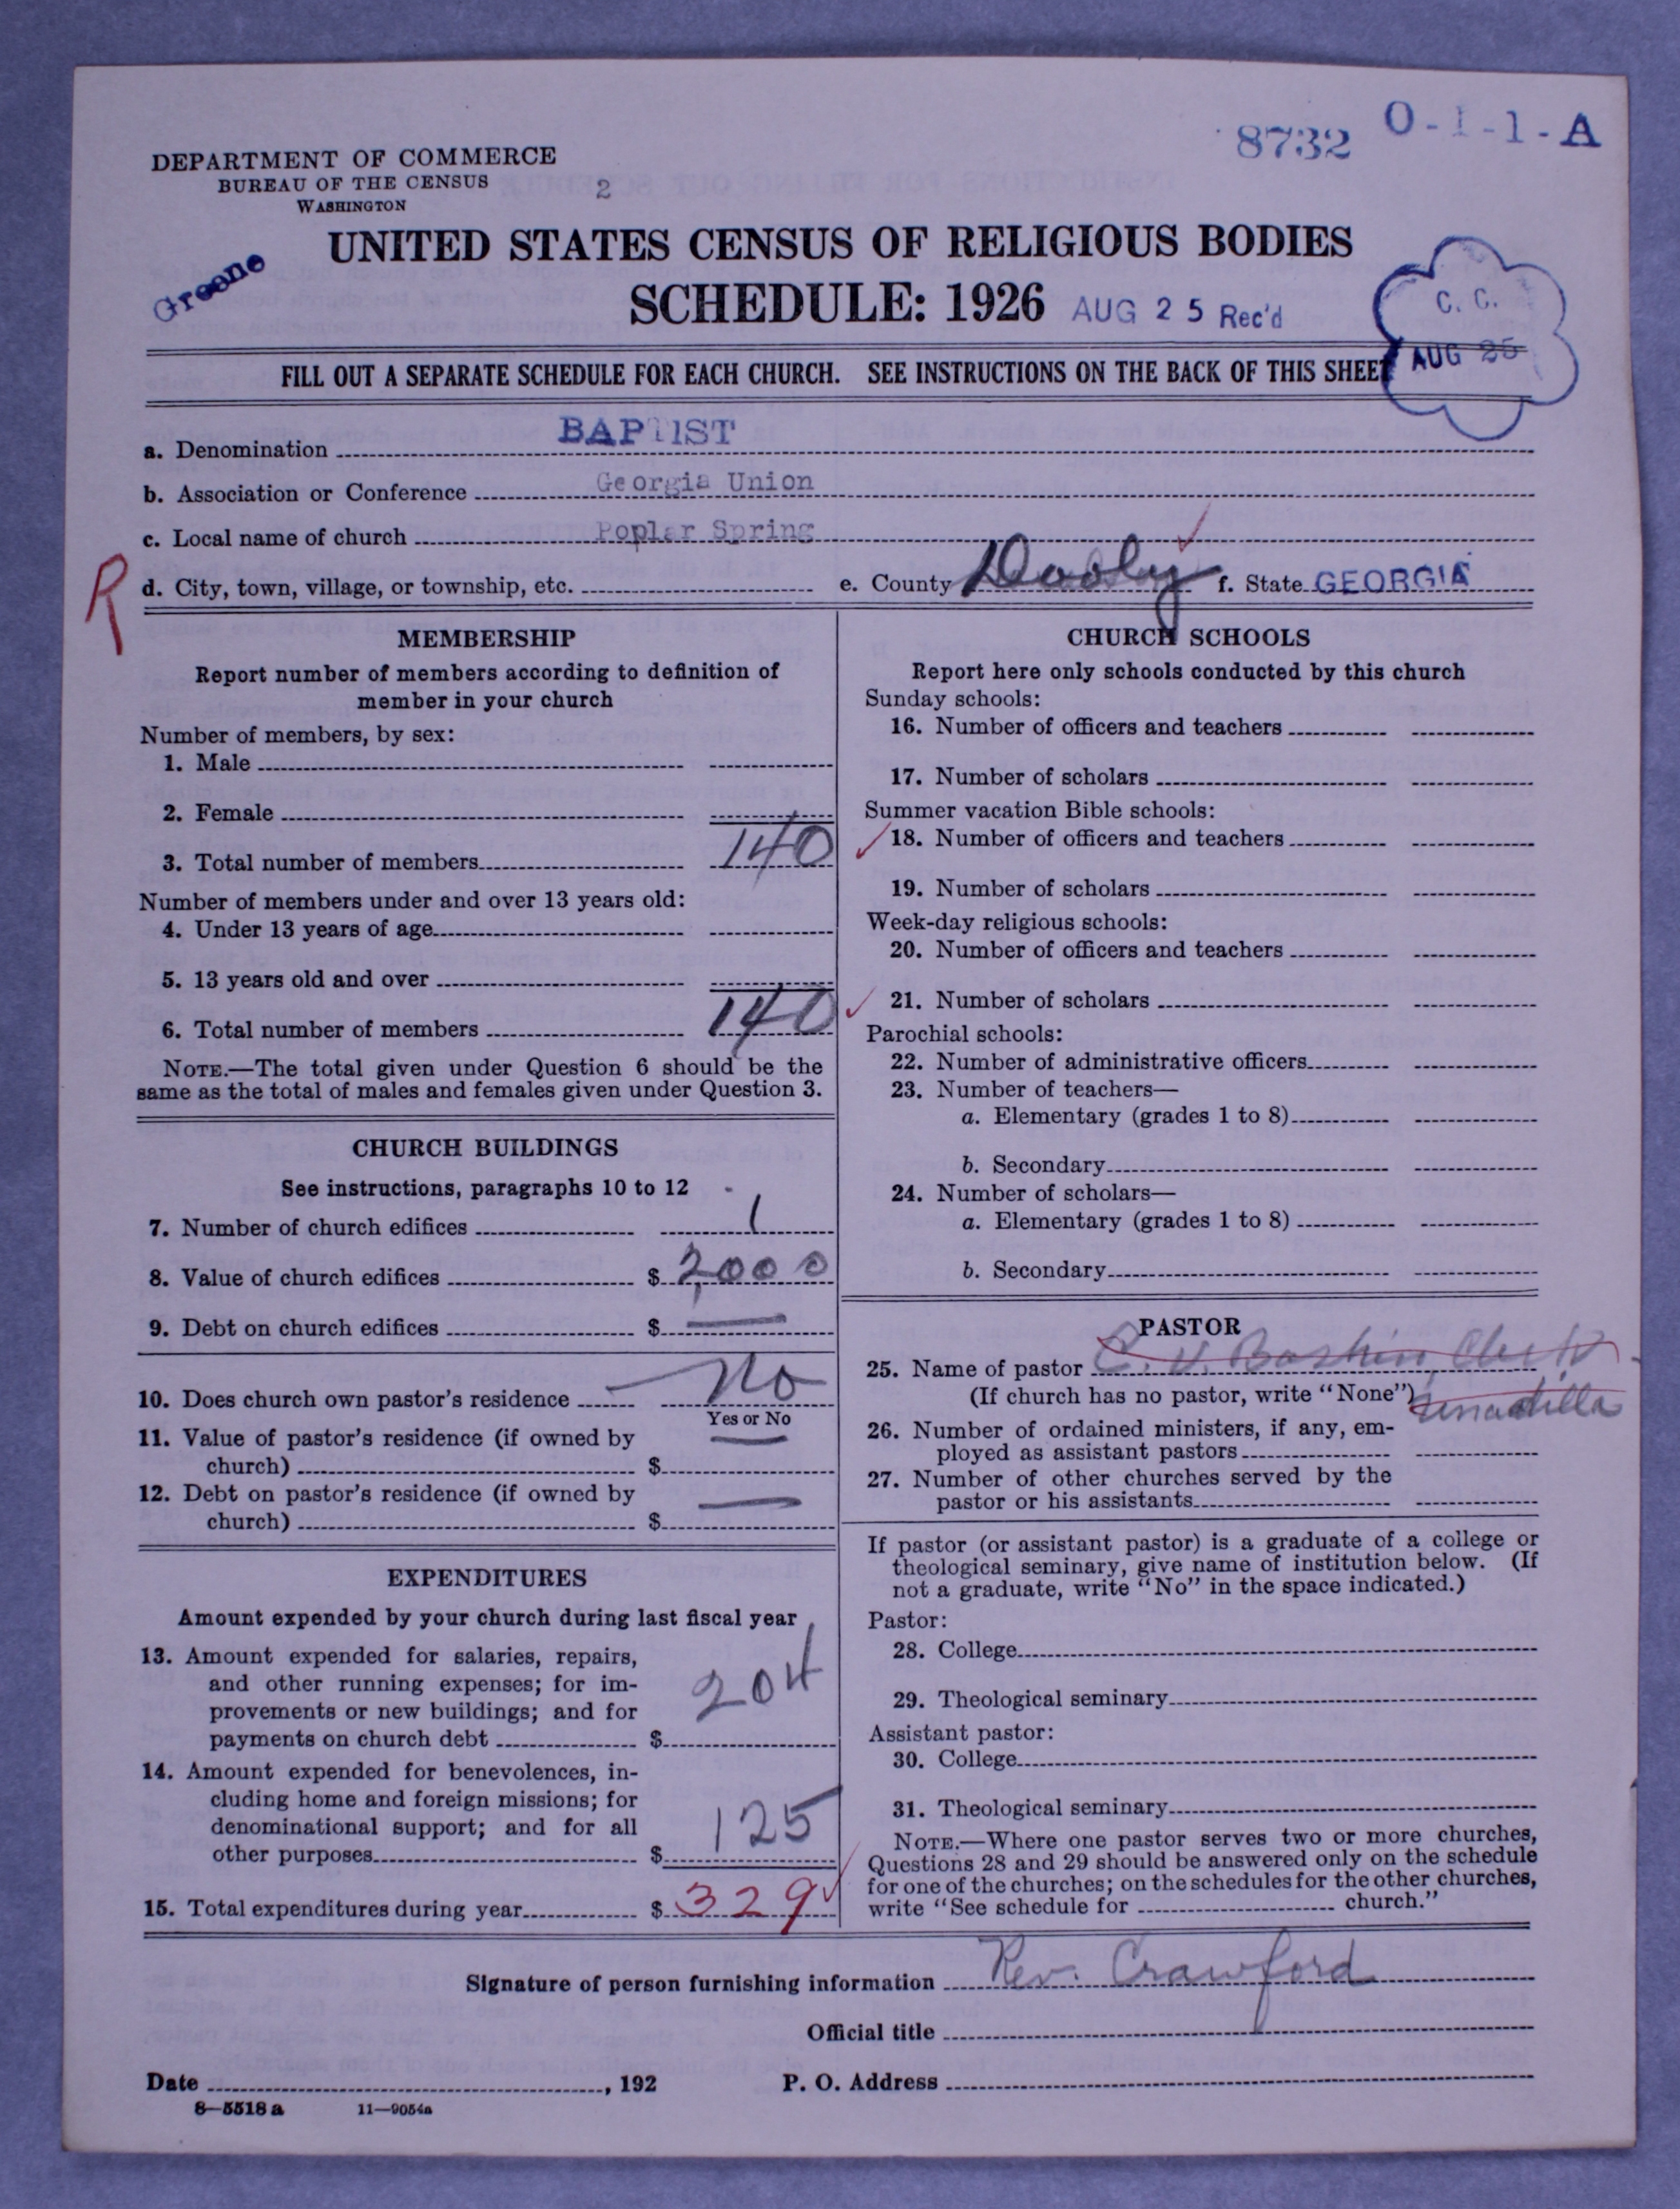 8732 O-1-1-A
DEPARTMENT OF COMMERCE
BUREAU OF THE CENSUS
WASHINGTON
2
Greene
UNITED STATES CENSUS OF RELIGIOUS BODIES
SCHEDULE: 1926 AUG 25 Rec'd
C. C.
AUG 25
FILL OUT A SEPARATE SCHEDULE FOR EACH CHURCH. SEE INSTRUCTIONS ON THE BACK OF THIS SHEET
a. Denomination BAPTIST
b. Association or Conference Georgia Union
c. Local name of church Poplar Spring
R
d. City, town, village, or township, etc. e. County Dooly f. State GEORGIA
MEMBERSHIP
Report number of members according to definition of
member in your church
Number of members, by sex:
1. Male
2. Female
3. Total number of members 140
Number of members under and over 13 years old:
4. Under 13 years of age
5. 13 years old and over
6. Total number of members 140
NOTE.—The total given under Question 6 should be the
same as the total of males and females given under Question 3.
CHURCH BUILDINGS
See instructions, paragraphs 10 to 12
7. Number of church edifices 1
8. Value of church edifices $ 2000
9. Debt on church edifices $ —
10. Does church own pastor's residence No
Yes or No
11. Value of pastor's residence (if owned by
church) $ —
12. Debt on pastor's residence (if owned by
church) $ —
EXPENDITURES
Amount expended by your church during last fiscal year
13. Amount expended for salaries, repairs,
and other running expenses; for im-
provements or new buildings; and for
payments on church debt $ 204
14. Amount expended for benevolences, in-
cluding home and foreign missions; for
denominational support; and for all
other purposes $ 125
15. Total expenditures during year $ 329
CHURCH SCHOOLS
Report here only schools conducted by this church
Sunday schools:
16. Number of officers and teachers
17. Number of scholars
Summer vacation Bible schools:
18. Number of officers and teachers
19. Number of scholars
Week-day religious schools:
20. Number of officers and teachers
21. Number of scholars
Parochial schools:
22. Number of administrative officers
23. Number of teachers—
a. Elementary (grades 1 to 8)
b. Secondary
24. Number of scholars—
a. Elementary (grades 1 to 8)
b. Secondary
PASTOR
25. Name of pastor
(If church has no pastor, write "None") Unadilla
26. Number of ordained ministers, if any, em-
ployed as assistant pastors
27. Number of other churches served by the
pastor or his assistants
If pastor (or assistant pastor) is a graduate of a college or
theological seminary, give name of institution below. (If
not a graduate, write "No" in the space indicated.)
Pastor:
28. College
29. Theological seminary
Assistant pastor:
30. College
31. Theological seminary
NOTE.—Where one pastor serves two or more churches,
Questions 28 and 29 should be answered only on the schedule
for one of the churches; on the schedules for the other churches,
write "See schedule for church."
Signature of person furnishing information Rev. Crawford
Official title
Date , 192 P. O. Address
8—5518 a 11—9054a